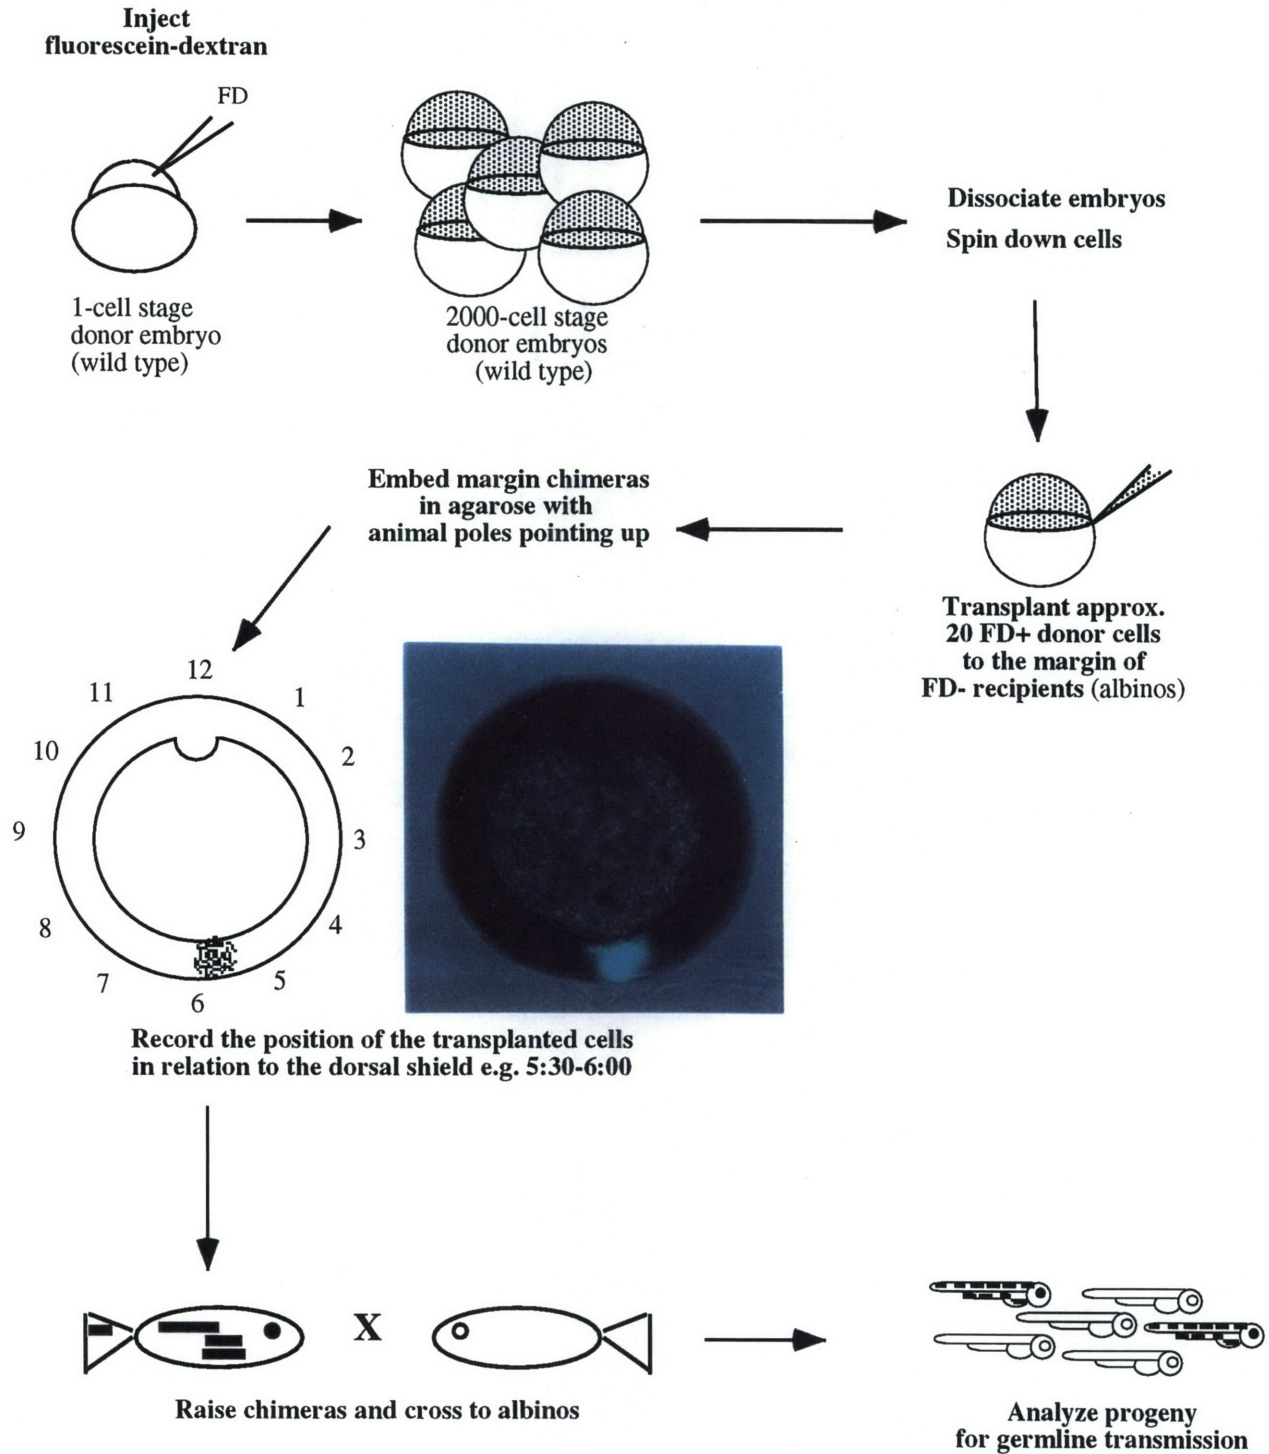 Inject
fluorescein-dextran
FD
1-cell stage
donor embryo
(wild type)
2000-cell stage
donor embryos
(wild type)
Dissociate embryos
Spin down cells
Transplant approx.
20 FD+ donor cells
to the margin of
FD- recipients (albinos)
Embed margin chimeras
in agarose with
animal poles pointing up
12
1
2
3
4
5
6
7
8
9
10
11
Record the position of the transplanted cells
in relation to the dorsal shield e.g. 5:30-6:00
X
Raise chimeras and cross to albinos
Analyze progeny
for germline transmission